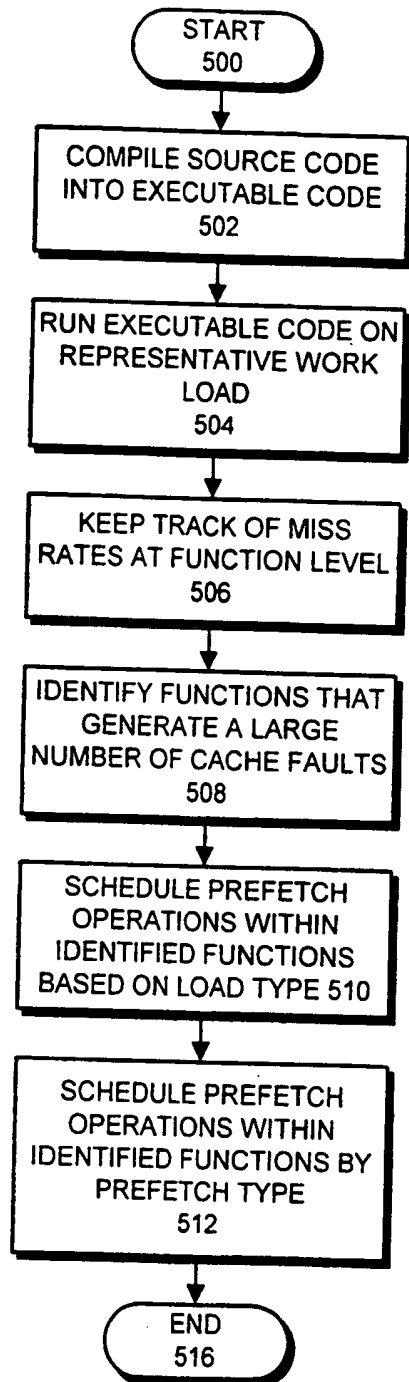 START
500
COMPILE SOURCE CODE
INTO EXECUTABLE CODE
502
RUN EXECUTABLE CODE ON
REPRESENTATIVE WORK
LOAD
504
KEEP TRACK OF MISS
RATES AT FUNCTION LEVEL
506
IDENTIFY FUNCTIONS THAT
GENERATE A LARGE
NUMBER OF CACHE FAULTS
508
SCHEDULE PREFETCH
OPERATIONS WITHIN
IDENTIFIED FUNCTIONS
BASED ON LOAD TYPE 510
SCHEDULE PREFETCH
OPERATIONS WITHIN
IDENTIFIED FUNCTIONS BY
PREFETCH TYPE
512
END
516